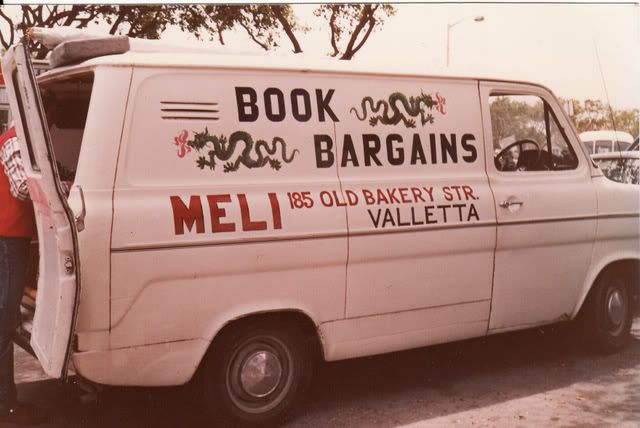 BOOK
BARGAINS
MELI 185 OLD BAKERY STR.
VALLETTA